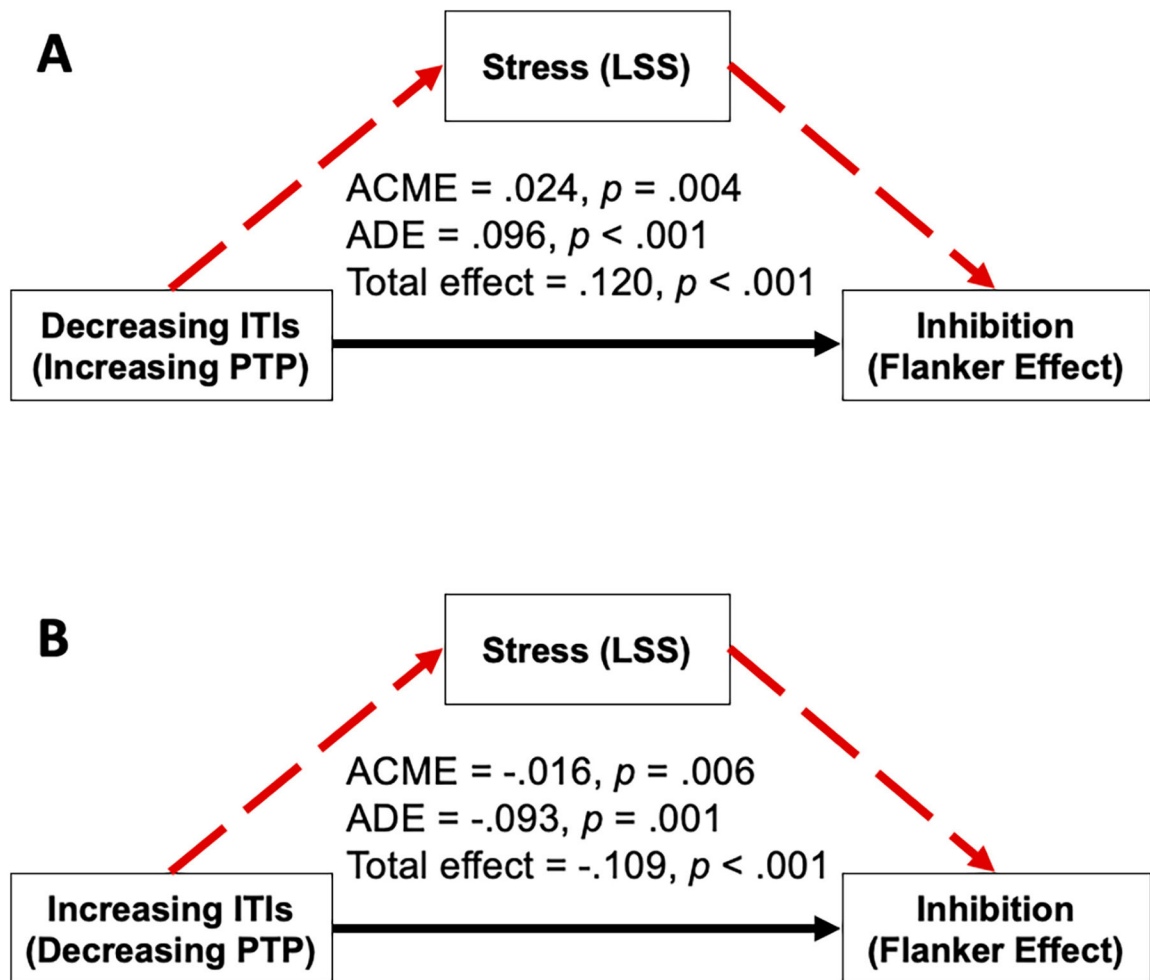 A
Stress (LSS)
ACME = .024, p = .004
ADE = .096, p < .001
Total effect = .120, p < .001
Decreasing ITIs
(Increasing PTP)
Inhibition
(Flanker Effect)
B
Stress (LSS)
ACME = -.016, p = .006
ADE = -.093, p = .001
Total effect = -.109, p < .001
Increasing ITIs
(Decreasing PTP)
Inhibition
(Flanker Effect)